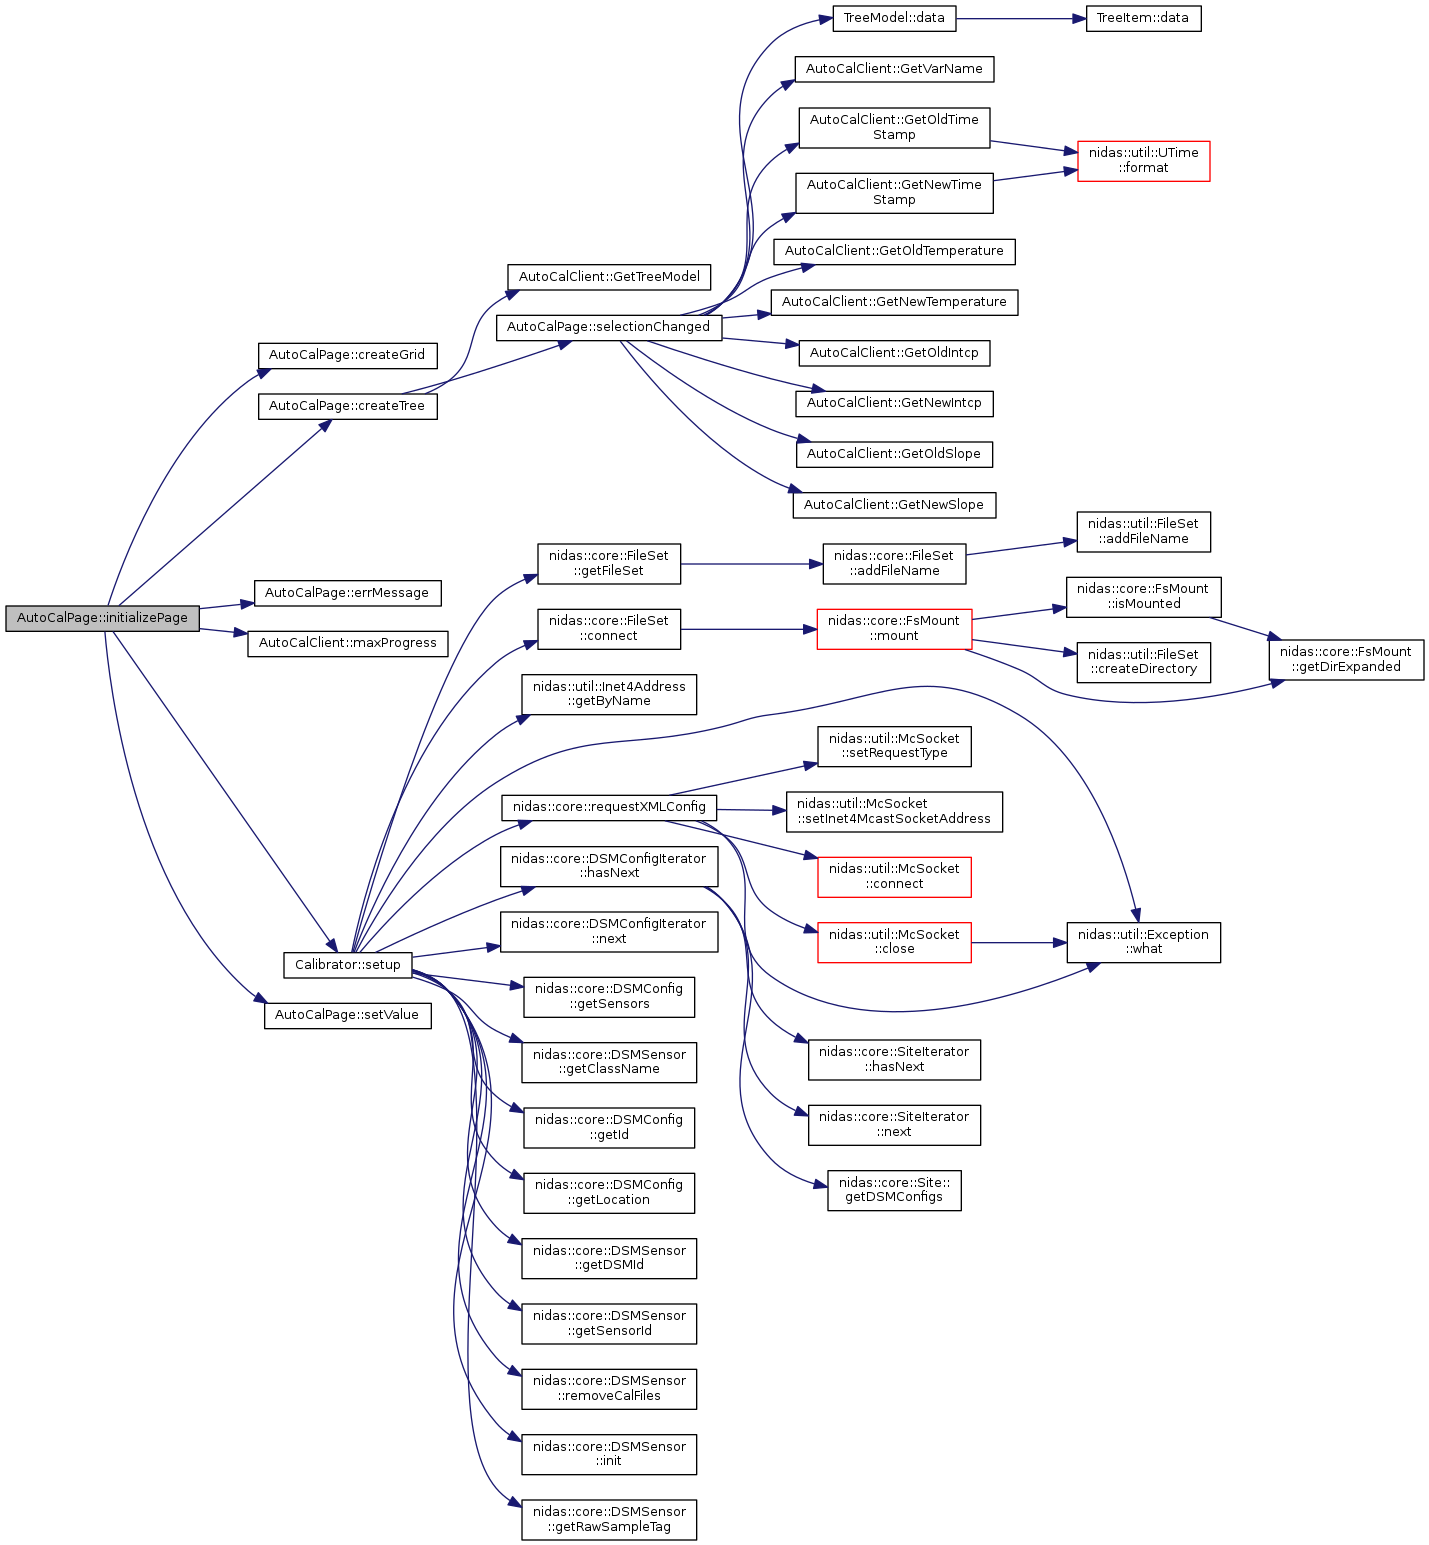 AutoCalPage::initializePage
AutoCalPage::createGrid
AutoCalPage::createTree
AutoCalPage::errMessage
AutoCalClient::maxProgress
Calibrator::setup
AutoCalPage::setValue
AutoCalClient::GetTreeModel
AutoCalPage::selectionChanged
TreeModel::data
TreeItem::data
AutoCalClient::GetVarName
AutoCalClient::GetOldTime
Stamp
AutoCalClient::GetNewTime
Stamp
nidas::util::UTime
::format
AutoCalClient::GetOldTemperature
AutoCalClient::GetNewTemperature
AutoCalClient::GetOldIntcp
AutoCalClient::GetNewIntcp
AutoCalClient::GetOldSlope
AutoCalClient::GetNewSlope
nidas::core::FileSet
::getFileSet
nidas::core::FileSet
::addFileName
nidas::util::FileSet
::addFileName
nidas::core::FileSet
::connect
nidas::core::FsMount
::mount
nidas::core::FsMount
::isMounted
nidas::util::FileSet
::createDirectory
nidas::core::FsMount
::getDirExpanded
nidas::util::Inet4Address
::getByName
nidas::core::requestXMLConfig
nidas::util::McSocket
::setRequestType
nidas::util::McSocket
::setInet4McastSocketAddress
nidas::util::McSocket
::connect
nidas::util::McSocket
::close
nidas::util::Exception
::what
nidas::core::DSMConfigIterator
::hasNext
nidas::core::DSMConfigIterator
::next
nidas::core::SiteIterator
::hasNext
nidas::core::SiteIterator
::next
nidas::core::Site::
getDSMConfigs
nidas::core::DSMConfig
::getSensors
nidas::core::DSMSensor
::getClassName
nidas::core::DSMConfig
::getId
nidas::core::DSMConfig
::getLocation
nidas::core::DSMSensor
::getDSMId
nidas::core::DSMSensor
::getSensorId
nidas::core::DSMSensor
::removeCalFiles
nidas::core::DSMSensor
::init
nidas::core::DSMSensor
::getRawSampleTag